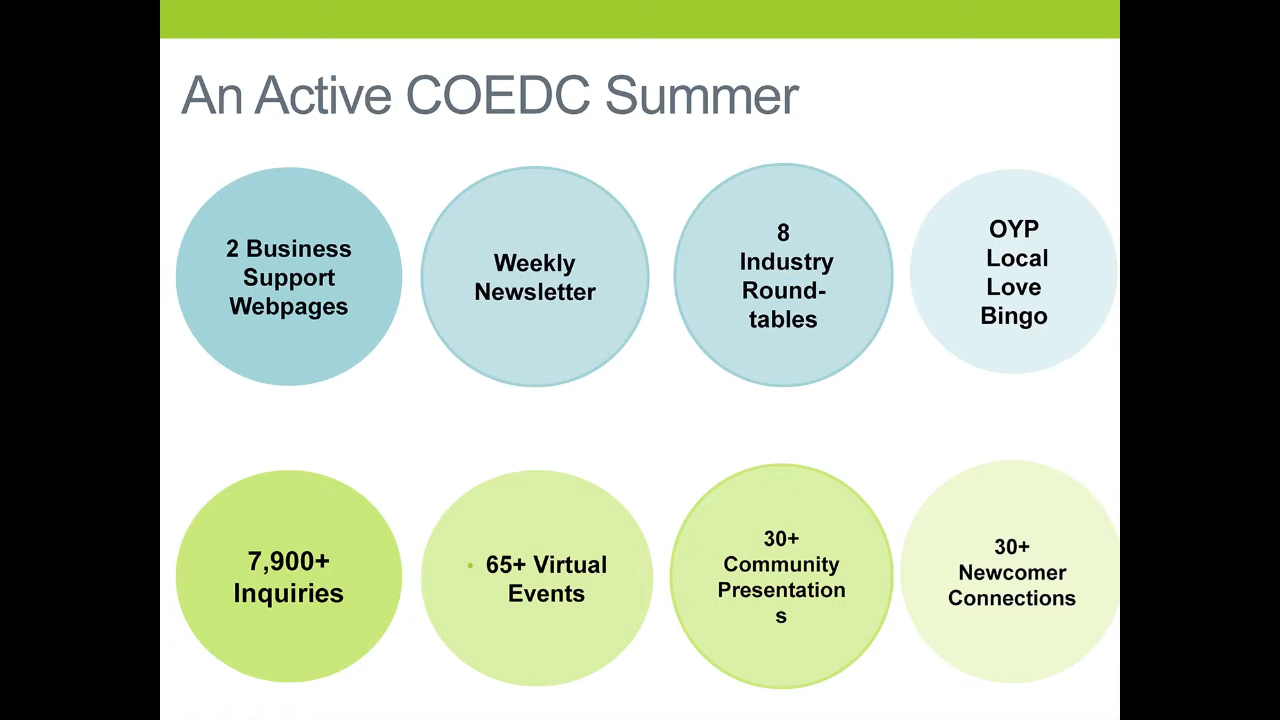 An Active COEDC Summer
2 Business
Support
Webpages
Weekly
Newsletter
8
Industry
Round-
tables
OYP
Local
Love
Bingo
7,900+
Inquiries
• 65+ Virtual
Events
30+
Community
Presentation
s
30+
Newcomer
Connections